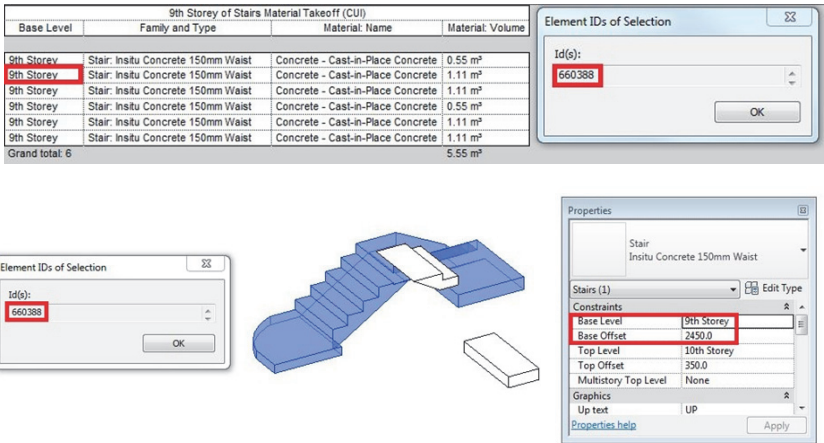 9th Storey of Stairs Material Takeoff (CUI)
Base Level Family and Type Material: Name Material: Volume
9th Storey Stair: Insitu Concrete 150mm Waist Concrete - Cast-in-Place Concrete 0.55 m³
9th Storey Stair: Insitu Concrete 150mm Waist Concrete - Cast-in-Place Concrete 1.11 m³
9th Storey Stair: Insitu Concrete 150mm Waist Concrete - Cast-in-Place Concrete 1.11 m³
9th Storey Stair: Insitu Concrete 150mm Waist Concrete - Cast-in-Place Concrete 0.55 m³
9th Storey Stair: Insitu Concrete 150mm Waist Concrete - Cast-in-Place Concrete 1.11 m³
9th Storey Stair: Insitu Concrete 150mm Waist Concrete - Cast-in-Place Concrete 1.11 m³
Grand total: 6 5.55 m³
Element IDs of Selection
Id(s):
660388
OK
Element IDs of Selection
Id(s):
660388
OK
Properties
Stair
Insitu Concrete 150mm Waist
Stairs (1) Edit Type
Constraints
Base Level 9th Storey
Base Offset 2450.0
Top Level 10th Storey
Top Offset 350.0
Multistory Top Level None
Graphics
Up text UP
Properties help Apply